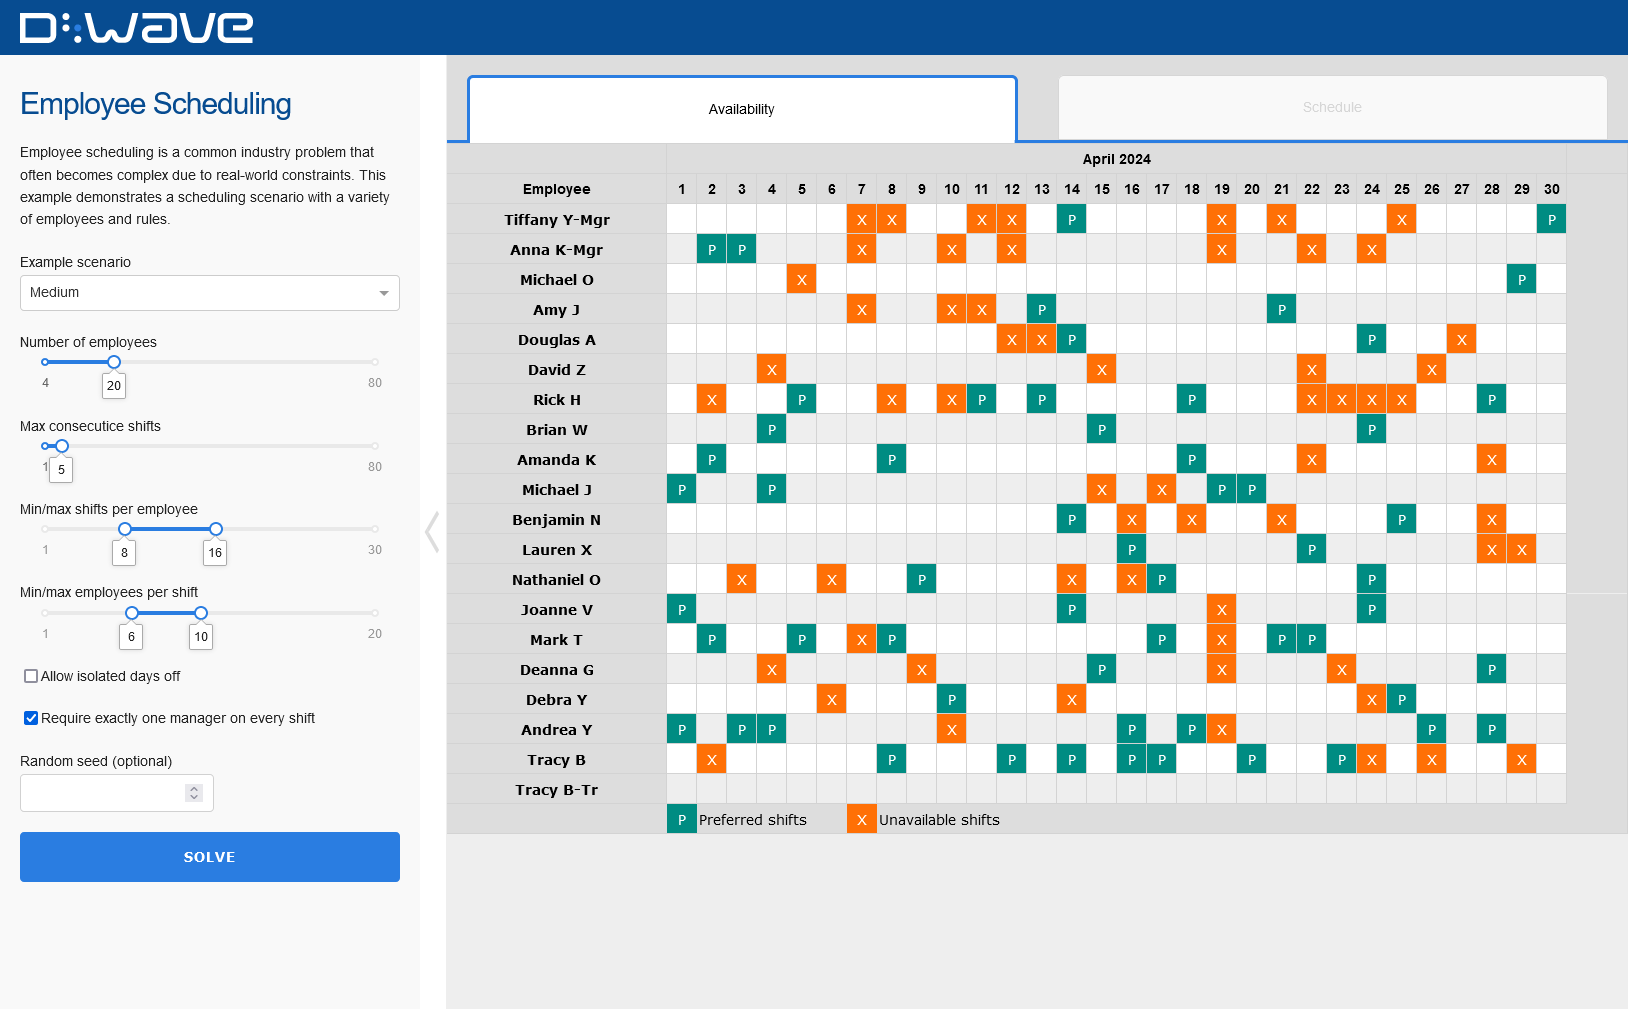 D:Wave
Employee Scheduling
Employee scheduling is a common industry problem that
often becomes complex due to real-world constraints. This
example demonstrates a scheduling scenario with a variety
of employees and rules.
Example scenario
Medium
Number of employees
4 20 80
Max consecutice shifts
1 5 80
Min/max shifts per employee
1 8 16 30
Min/max employees per shift
1 6 10 20
Allow isolated days off
Require exactly one manager on every shift
Random seed (optional)
SOLVE
Availability
Schedule
April 2024
Employee 1 2 3 4 5 6 7 8 9 10 11 12 13 14 15 16 17 18 19 20 21 22 23 24 25 26 27 28 29 30
Tiffany Y-Mgr X X X X P X X X P
Anna K-Mgr P P X X X X X X
Michael O X P
Amy J X X X P P
Douglas A X X P P X
David Z X X X X
Rick H X P X X P P P X X X X P
Brian W P P P
Amanda K P P P X X
Michael J P P X X P P
Benjamin N P X X X P X
Lauren X P P X X
Nathaniel O X X P X X P P
Joanne V P P X P
Mark T P P X P P X P P
Deanna G X X P X X P
Debra Y X P X X P
Andrea Y P P P X P P X P P
Tracy B X P P P P P P P X X X
Tracy B-Tr
P Preferred shifts X Unavailable shifts